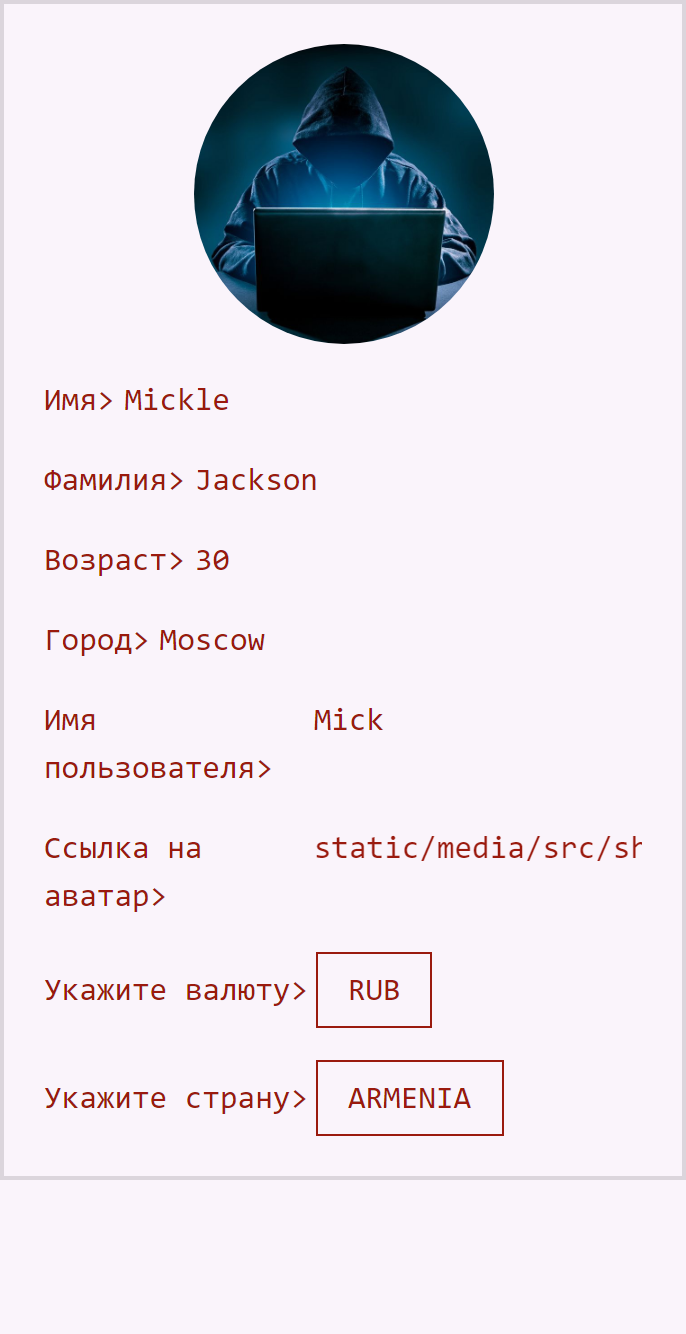 Имя> Mickle
Фамилия> Jackson
Возраст> 30
Город> Moscow
Имя пользователя> Mick
Ссылка на аватар> static/media/src/sh
Укажите валюту> RUB
Укажите страну> ARMENIA